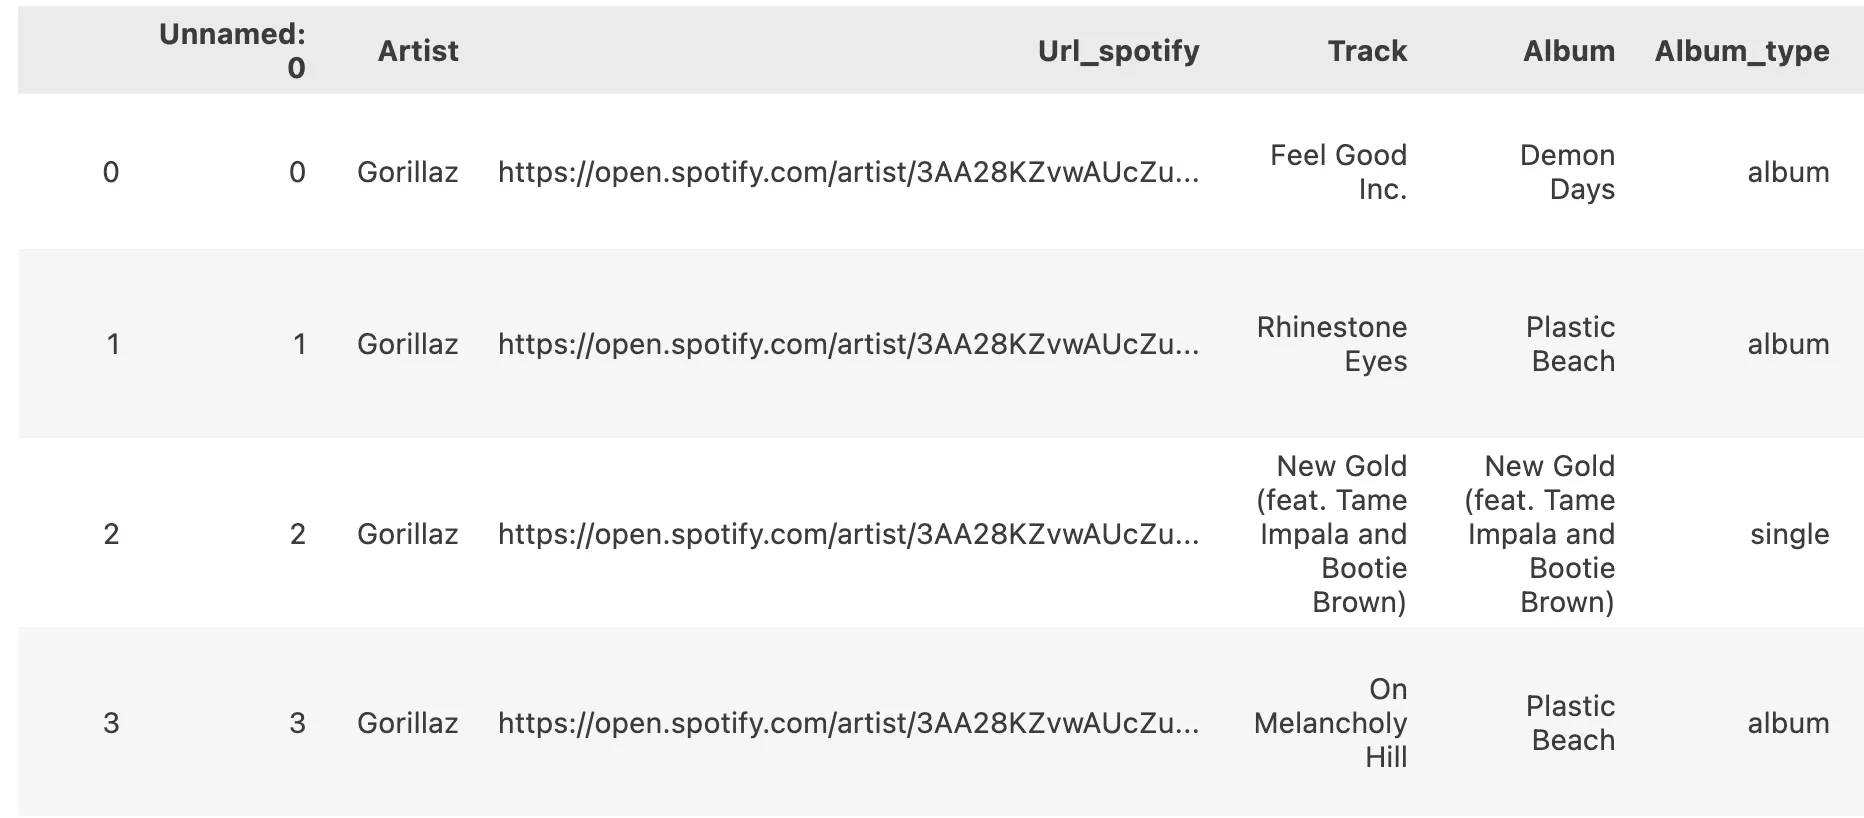 Unnamed: 0 Artist Url_spotify Track Album Album_type
0 0 Gorillaz https://open.spotify.com/artist/3AA28KZvwAUcZu... Feel Good Inc. Demon Days album
1 1 Gorillaz https://open.spotify.com/artist/3AA28KZvwAUcZu... Rhinestone Eyes Plastic Beach album
2 2 Gorillaz https://open.spotify.com/artist/3AA28KZvwAUcZu... New Gold (feat. Tame Impala and Bootie Brown) New Gold (feat. Tame Impala and Bootie Brown) single
3 3 Gorillaz https://open.spotify.com/artist/3AA28KZvwAUcZu... On Melancholy Hill Plastic Beach album